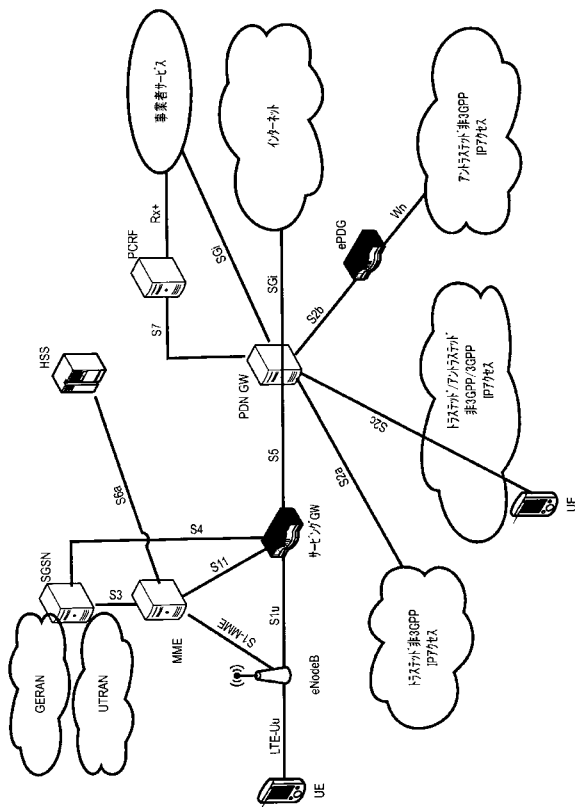 GERAN
UTRAN
SGSN
S3
S4
S6a
HSS
MME
S11
S1-MME
UE
LTE-Uu
eNodeB
S1u
サービングGW
S5
PDN GW
S7
PCRF
Rx+
事業者サービス
SGi
SGi
インターネット
S2b
ePDG
Wn
アントラステッド非3GPP
IPアクセス
S2a
トラステッド非3GPP
IPアクセス
S2c
トラステッド/アントラステッド
非3GPP/3GPP
IPアクセス
UE